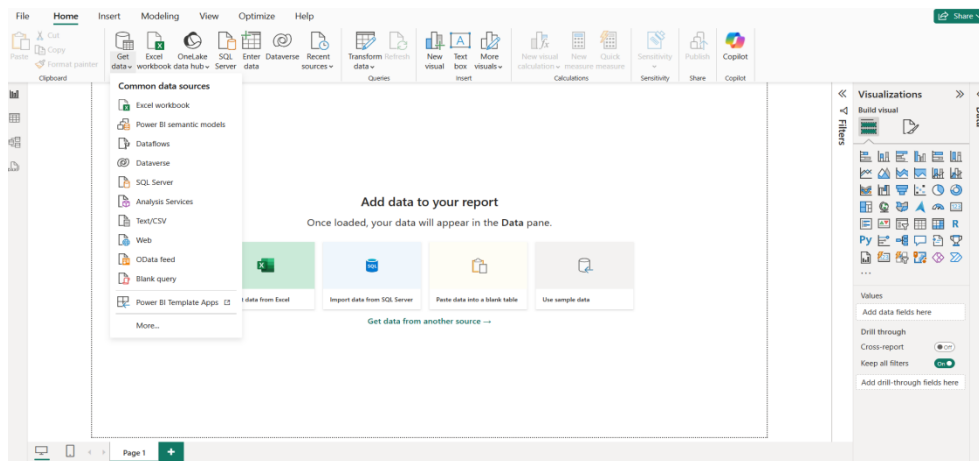 File Home Insert Modeling View Optimize Help Share
Paste
Cut
Copy
Format painter
Clipboard
Get data
Excel workbook
OneLake data hub
SQL Server
Enter data
Dataverse
Recent sources
Transform data
Refresh
Queries
New visual
Text box
More visuals
Insert
New visual calculation
New measure
Quick measure
Calculations
Sensitivity
Sensitivity
Publish
Share
Copilot
Copilot
Common data sources
Excel workbook
Power BI semantic models
Dataflows
Dataverse
SQL Server
Analysis Services
Text/CSV
Web
OData feed
Blank query
Power BI Template Apps
More...
Add data to your report
Once loaded, your data will appear in the Data pane.
SQL
t data from Excel
Import data from SQL Server
Paste data into a blank table
Use sample data
Get data from another source →
Filters
Visualizations
Build visual
R
Py
...
Values
Add data fields here
Drill through
Cross-report
Off
Keep all filters
On
Add drill-through fields here
Page 1